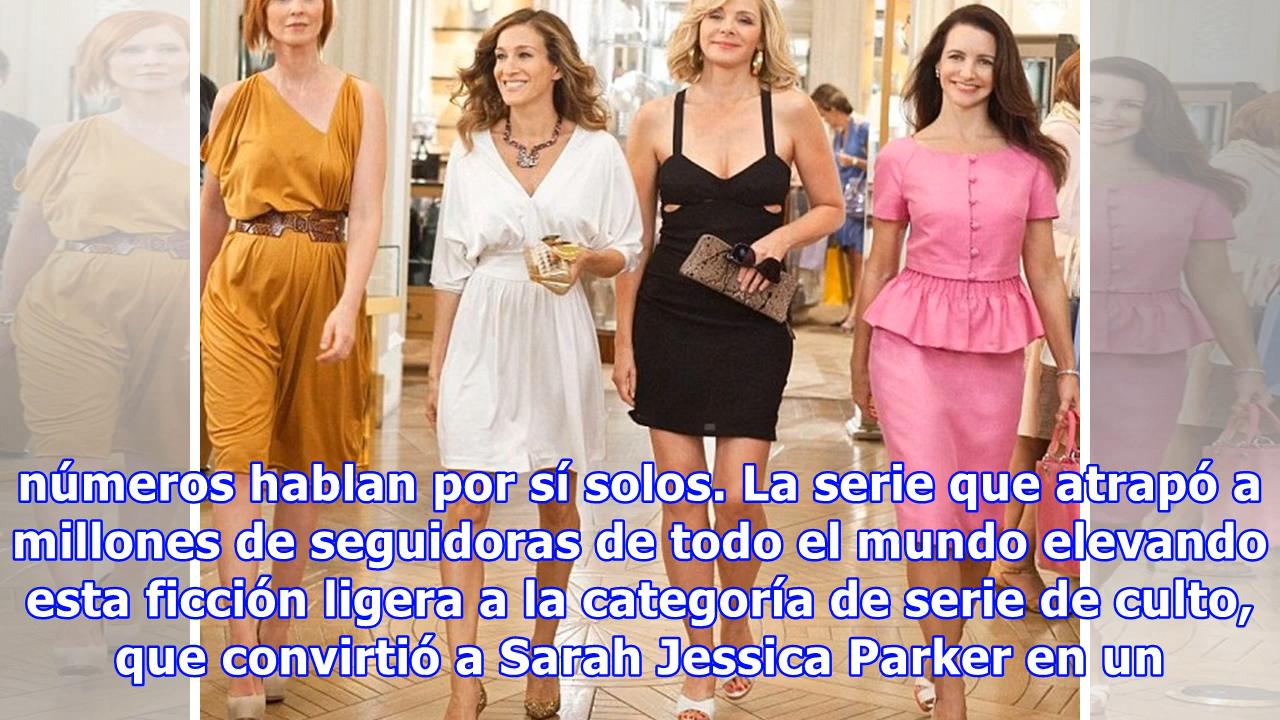 números hablan por sí solos. La serie que atrapó a
millones de seguidoras de todo el mundo elevando
esta ficción ligera a la categoría de serie de culto,
que convirtió a Sarah Jessica Parker en un